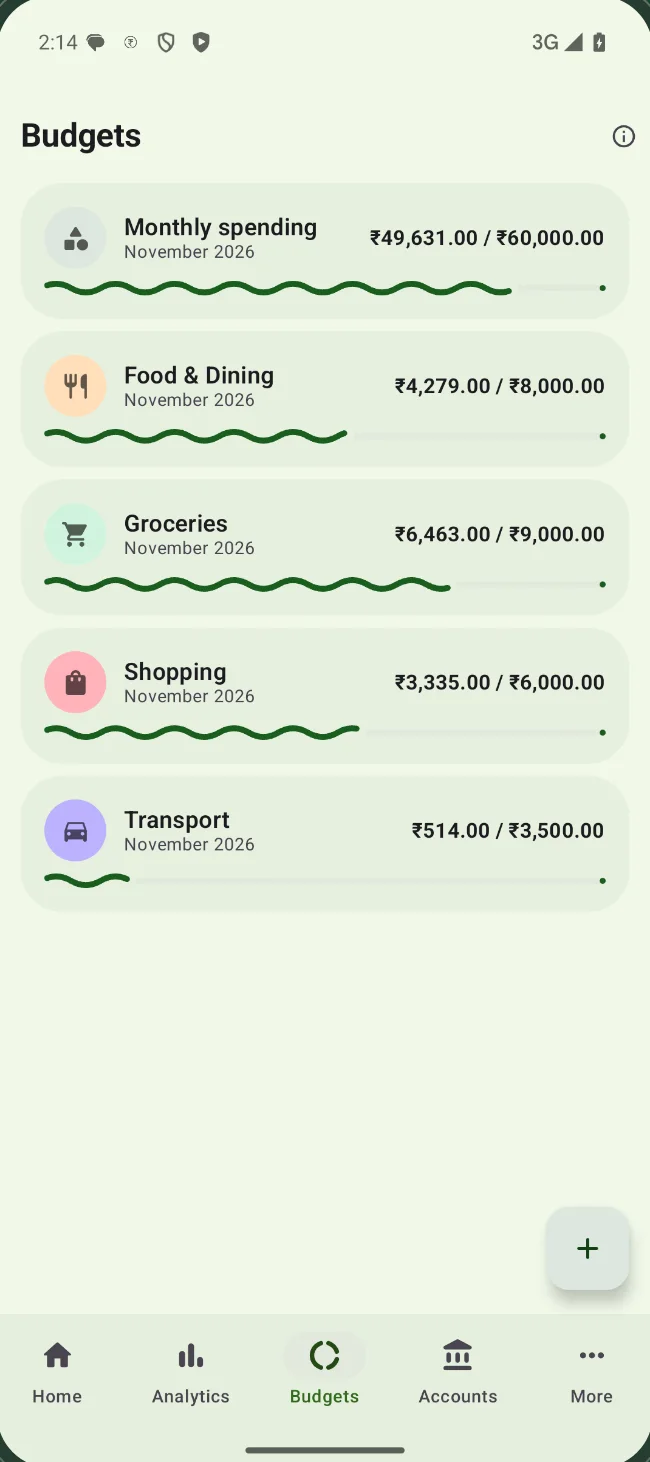 2:14
3G
Budgets
Monthly spending
November 2026
₹49,631.00 / ₹60,000.00
Food & Dining
November 2026
₹4,279.00 / ₹8,000.00
Groceries
November 2026
₹6,463.00 / ₹9,000.00
Shopping
November 2026
₹3,335.00 / ₹6,000.00
Transport
November 2026
₹514.00 / ₹3,500.00
Home
Analytics
Budgets
Accounts
More